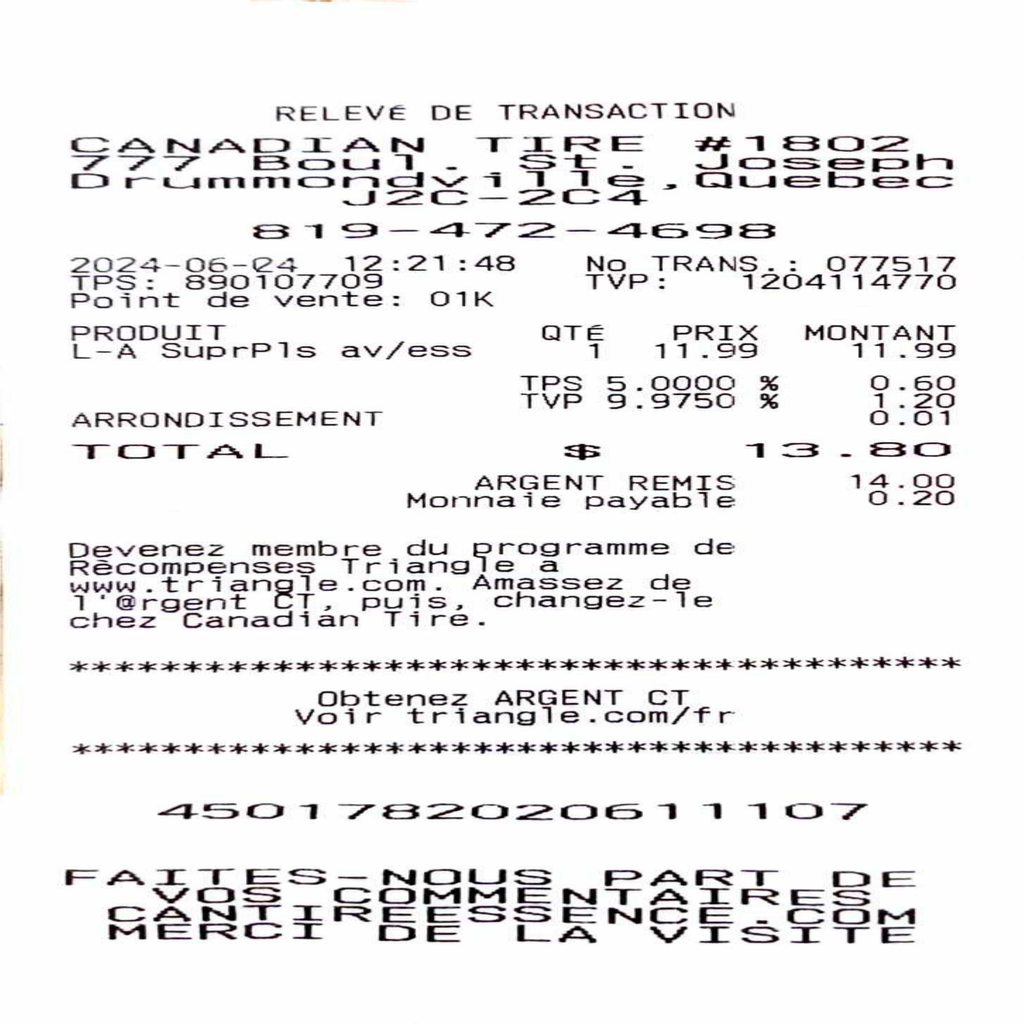 RELEVÉ DE TRANSACTION
CANADIAN TIRE #1802
777 Boul. St. Joseph
Drummondville,Quebec
J2C-2C4
819-472-4698
2024-06-04 12:21:48 No TRANS.: 077517
TPS: 890107709 TVP: 1204114770
Point de vente: 01K
PRODUIT QTÉ PRIX MONTANT
L-A SuprPls av/ess 1 11.99 11.99
TPS 5.0000 % 0.60
TVP 9.9750 % 1.20
ARRONDISSEMENT 0.01
TOTAL $ 13.80
ARGENT REMIS 14.00
Monnaie payable 0.20
Devenez membre du programme de
Récompenses Triangle à
www.triangle.com. Amassez de
l'@rgent CT, puis, changez-le
chez Canadian Tire.
******************************************
Obtenez ARGENT CT
Voir triangle.com/fr
******************************************
4501782020611107
FAITES-NOUS PART DE
VOS COMMENTAIRES
CANTIREESSENCE.COM
MERCI DE LA VISITE